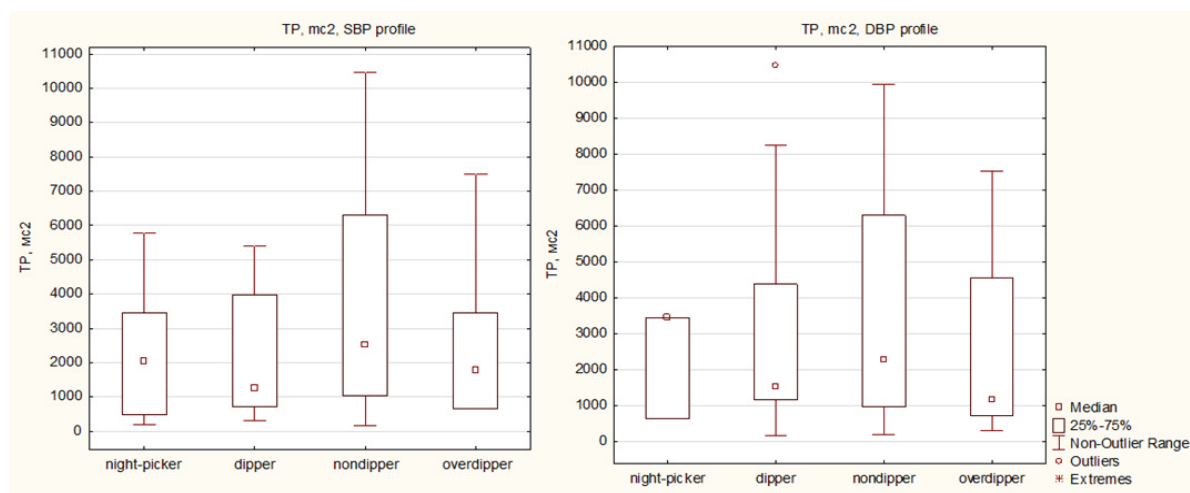 TP, mc2, SBP profile
11000
10000
9000
8000
7000
6000
5000
4000
3000
2000
1000
0
TP, мс2
night-picker dipper nondipper overdipper
TP, mc2, DBP profile
11000
10000
9000
8000
7000
6000
5000
4000
3000
2000
1000
0
TP, мс2
night-picker dipper nondipper overdipper
Median
25%-75%
Non-Outlier Range
Outliers
Extremes